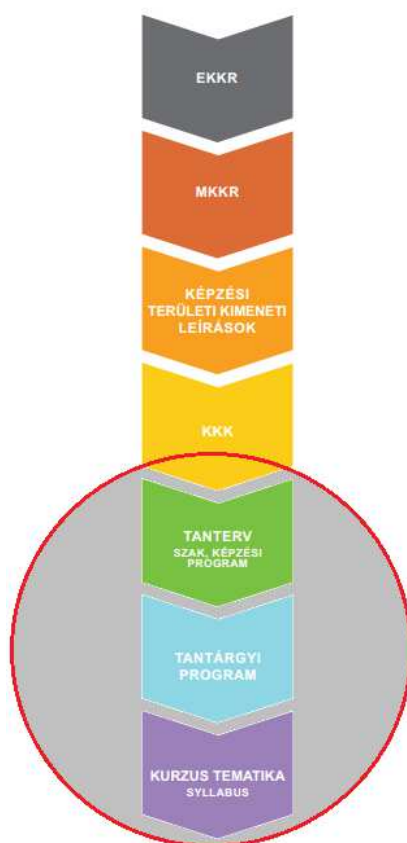 EKKR
MKKR
KÉPZÉSI
TERÜLETI KIMENETI
LEÍRÁSOK
KKK
TANTERV
SZAK, KÉPZÉSI
PROGRAM
TANTÁRGYI
PROGRAM
KURZUS TEMATIKA
SYLLABUS